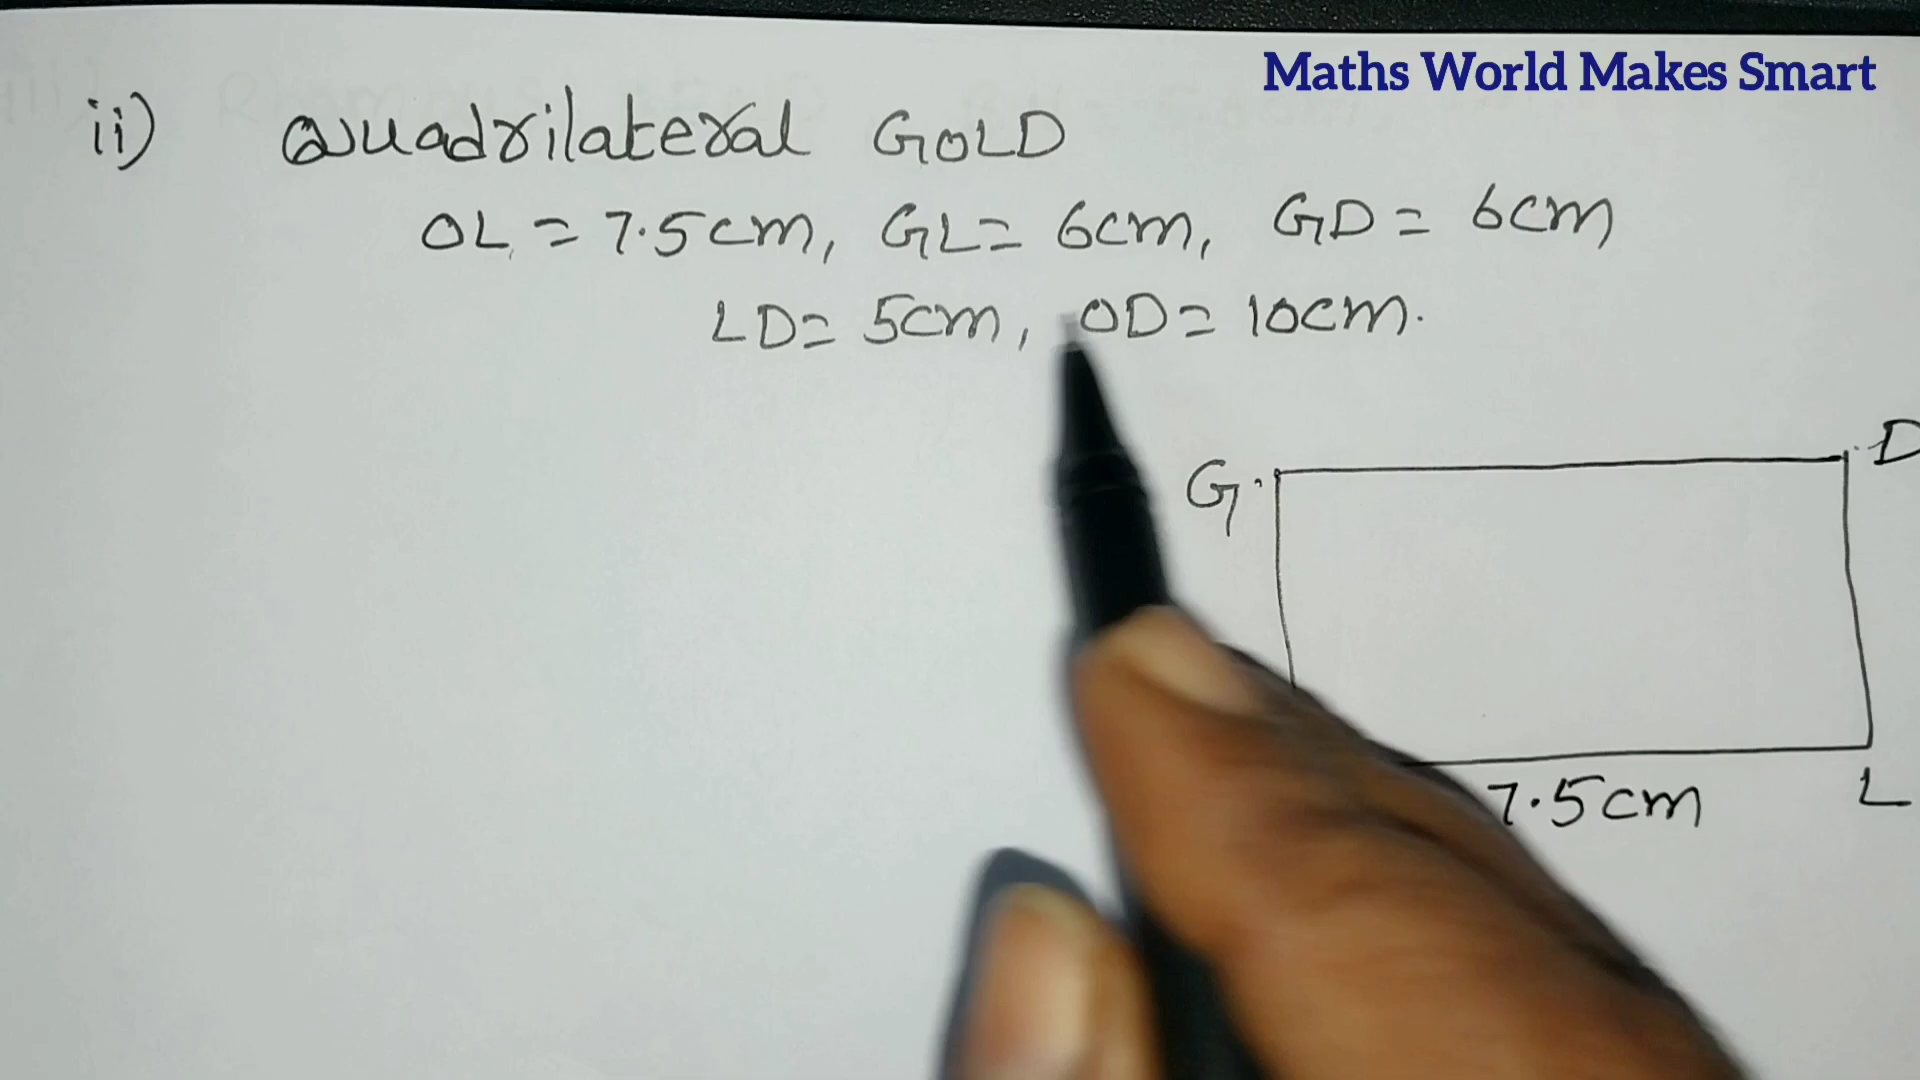 Maths World Makes Smart
ii) Quadrilateral GOLD
OL = 7.5cm, GL = 6cm, GD = 6cm
LD = 5cm, OD = 10cm.
D
G
7.5cm
L